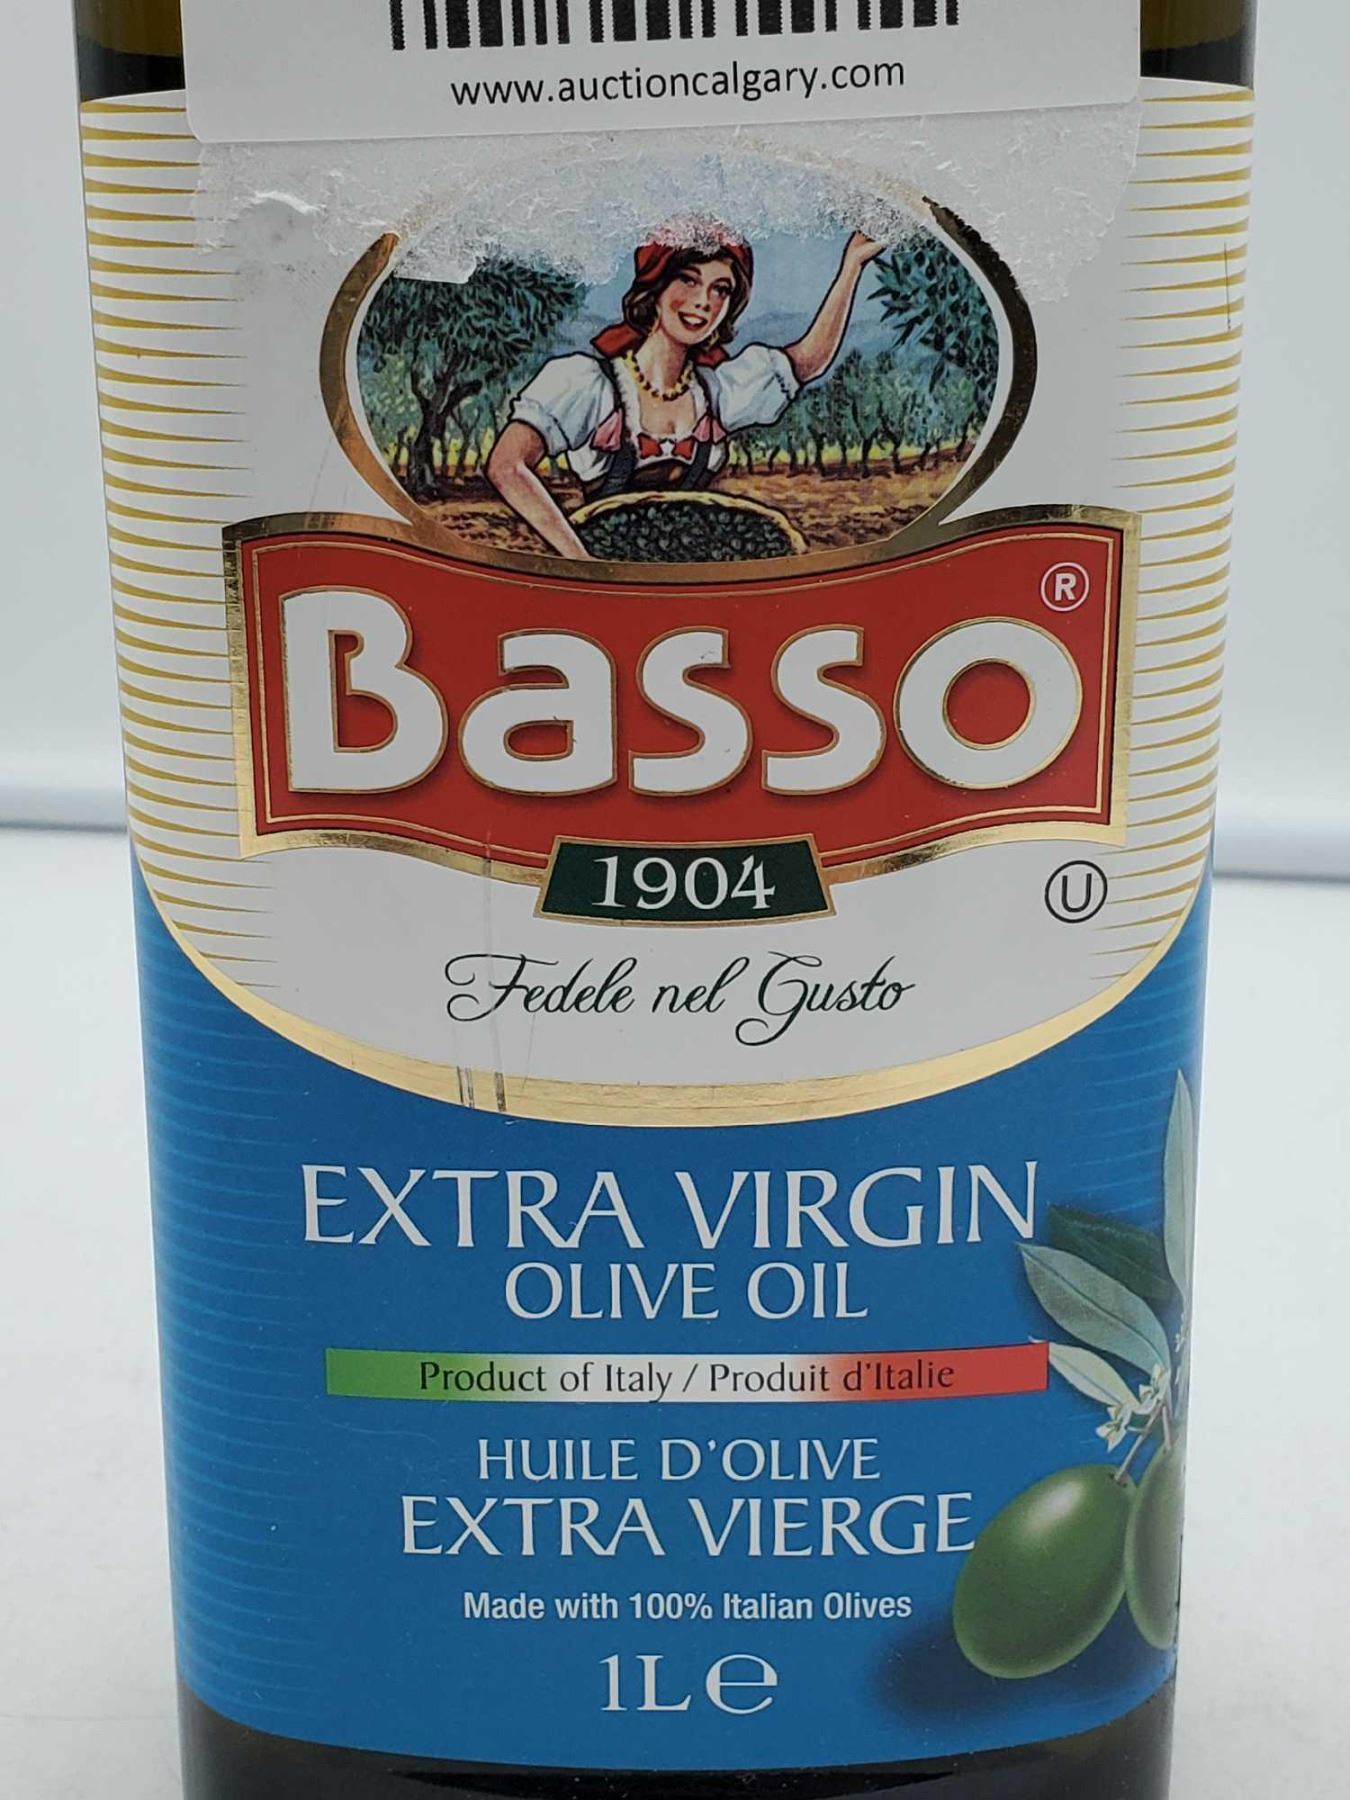 www.auctioncalgary.com
Basso®
1904
U
Fedele nel Gusto
EXTRA VIRGIN
OLIVE OIL
Product of Italy / Produit d'Italie
HUILE D'OLIVE
EXTRA VIERGE
Made with 100% Italian Olives
1L℮